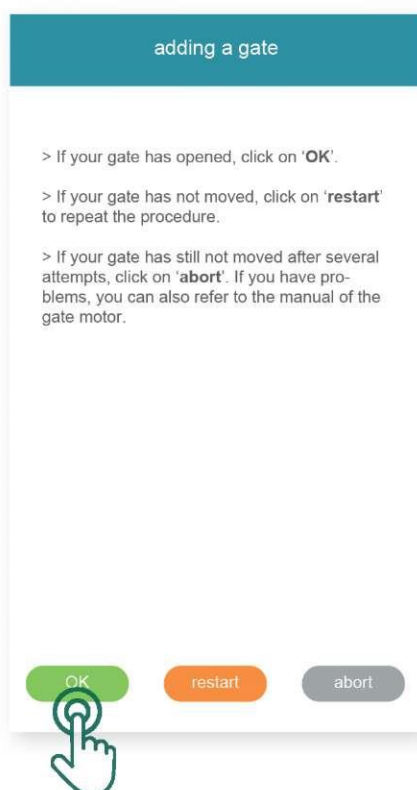 adding a gate
> If your gate has opened, click on ‘OK’.
> If your gate has not moved, click on ‘restart’
to repeat the procedure.
> If your gate has still not moved after several
attempts, click on ‘abort’. If you have pro-
blems, you can also refer to the manual of the
gate motor.
OK restart abort